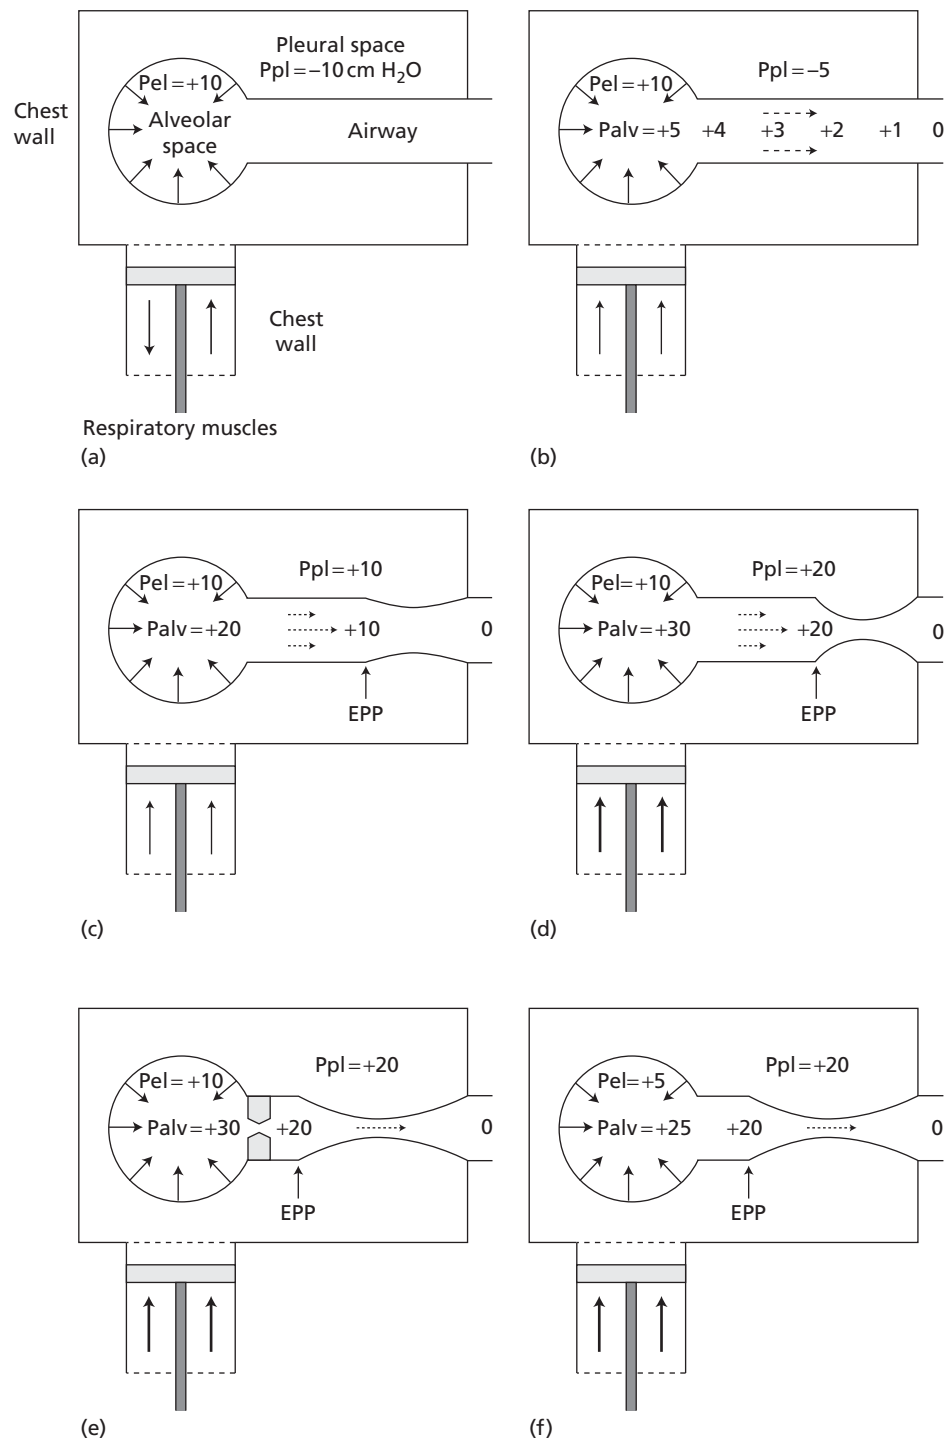 Pleural space
Ppl=−10 cm H₂O
Pel=+10
Chest
wall
Alveolar
space
Airway
Chest
wall
Respiratory muscles
(a)
Ppl=−5
Pel=+10
Palv=+5 +4 +3 +2 +1 0
(b)
Ppl=+10
Pel=+10
Palv=+20 +10 0
EPP
(c)
Ppl=+20
Pel=+10
Palv=+30 +20 0
EPP
(d)
Ppl=+20
Pel=+10
Palv=+30 +20 0
EPP
(e)
Ppl=+20
Pel=+5
Palv=+25 +20 0
EPP
(f)